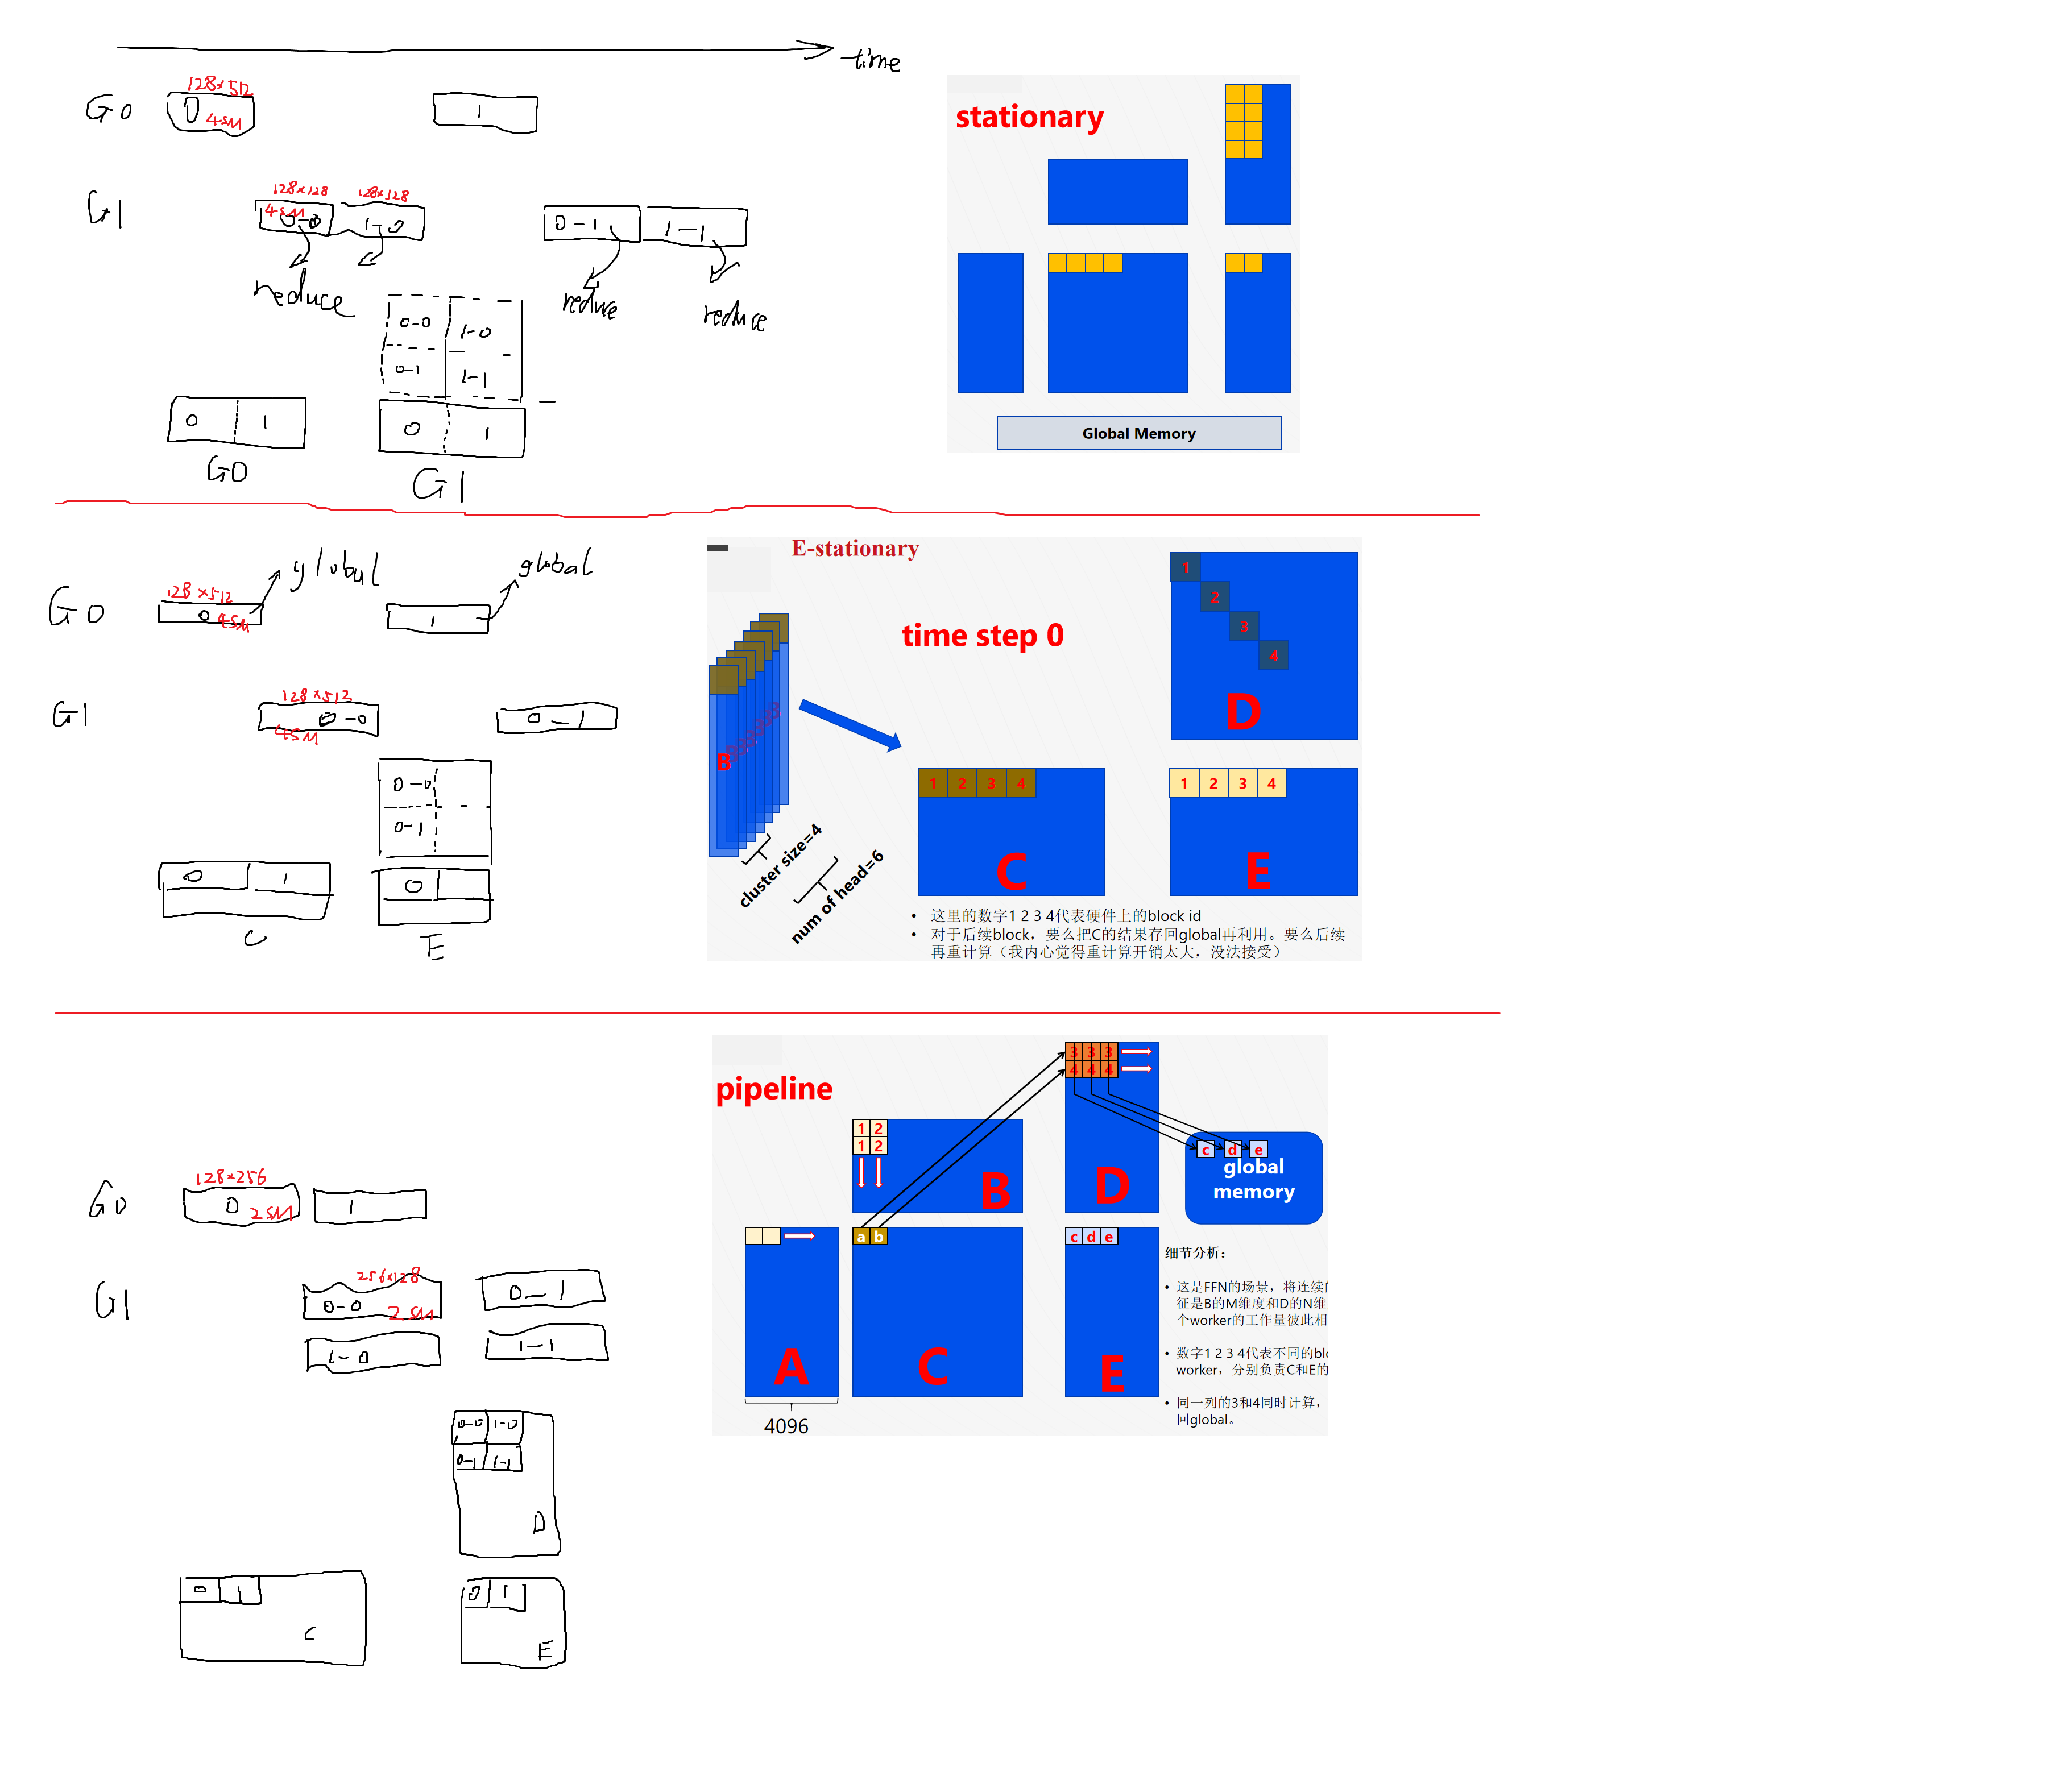 time
G0
128×512
0
4SM
1
G1
128×128
128×128
4SM
0-0
1-0
0-1
1-1
reduce
reduce
reduce
0-0
1-0
0-1
1-1
0
1
G0
0
1
G1
stationary
Global Memory
G0
128×512
0
4SM
global
1
global
G1
128×512
0-0
4SM
0-1
0-0
0-1
0
1
C
0
E
E-stationary
time step 0
B
cluster size=4
num of head=6
1
2
3
4
D
1 2 3 4
C
1 2 3 4
E
• 这里的数字1 2 3 4代表硬件上的block id
• 对于后续block，要么把C的结果存回global再利用。要么后续
再重计算（我内心觉得重计算开销太大，没法接受）
G0
128×256
0
2SM
1
G1
256×128
0-0
2SM
0-1
1-0
1-1
0-0
1-0
0-1
1-1
D
0
1
C
0
1
E
pipeline
3 3 3
4 4 4
1 2
1 2
B
D
c d e
global
memory
a b
c d e
A
C
E
4096
细节分析：
• 这是FFN的场景，将连续
征是B的M维度和D的N维
个worker的工作量彼此相
• 数字1 2 3 4代表不同的blo
worker，分别负责C和E的
• 同一列的3和4同时计算，
回global。